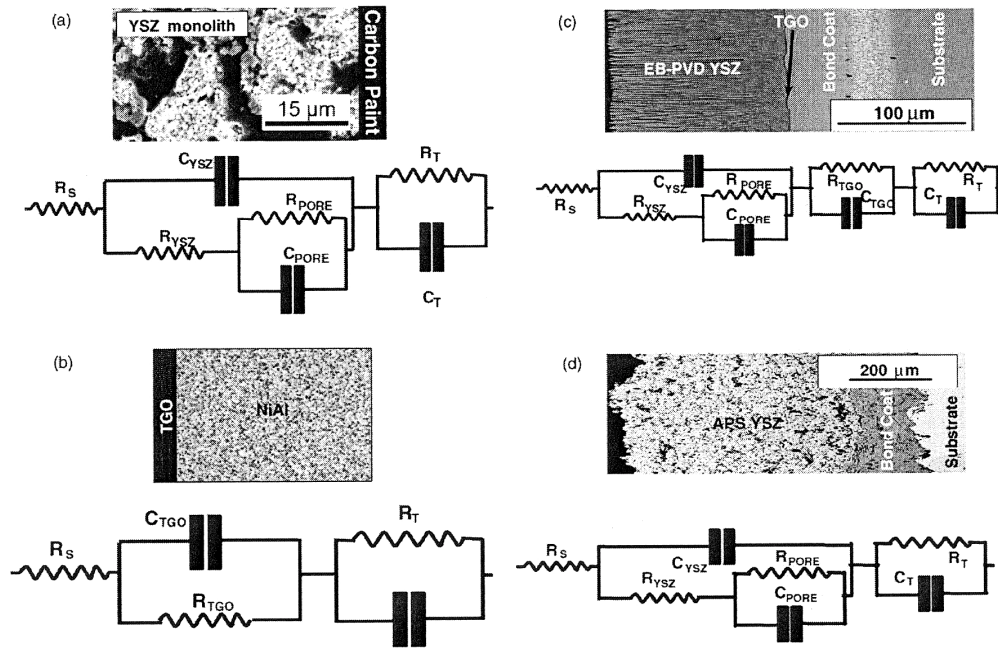 (a)
YSZ monolith
15 µm
Carbon Paint
C_YSZ
R_T
R_S
R_PORE
R_YSZ
C_PORE
C_T
(b)
TGO
NiAl
C_TGO
R_T
R_S
R_TGO
(c)
TGO
EB-PVD YSZ
Bond Coat
Substrate
100 µm
R_S
C_YSZ
R_YSZ
R_PORE
C_PORE
R_TGO
C_TGO
C_T
R_T
(d)
200 µm
APS YSZ
Bond Coat
Substrate
R_S
C_YSZ
R_YSZ
R_PORE
C_PORE
C_T
R_T